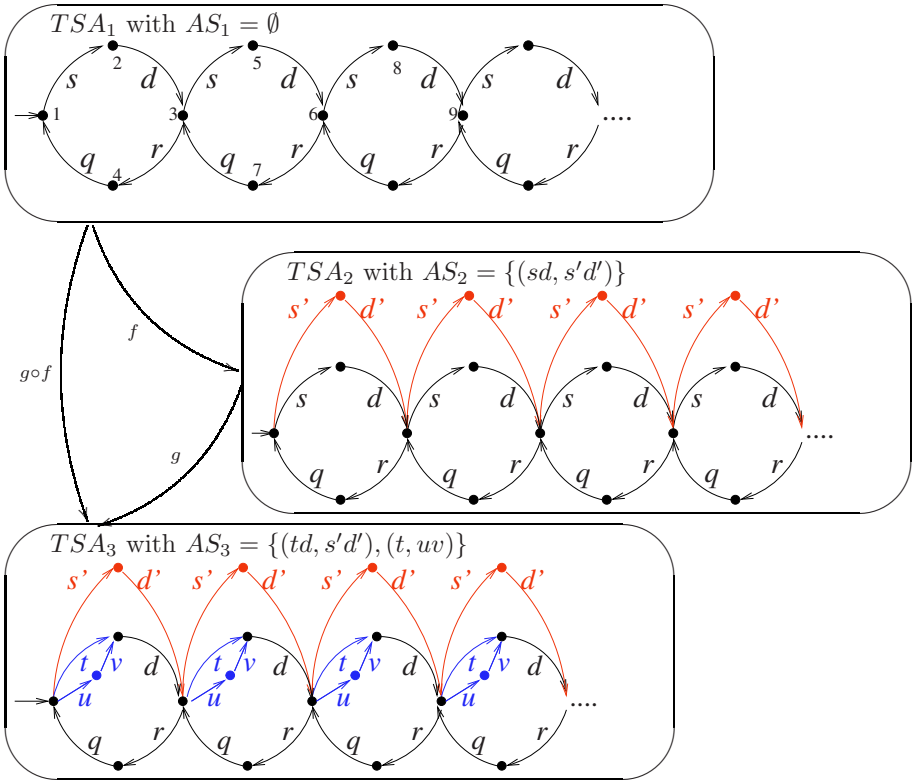 TSA₁ with AS₁ = ∅
2 5 8
s d s d s d s d
1 3 6 9 ....
q r q r q r q r
4 7
f
g∘f
g
TSA₂ with AS₂ = {(sd, s′d′)}
s' d' s' d' s' d' s' d'
s d s d s d s d
....
q r q r q r q r
TSA₃ with AS₃ = {(td, s′d′), (t, uv)}
s' d' s' d' s' d' s' d'
t v d t v d t v d t v d
u u u u ....
q r q r q r q r